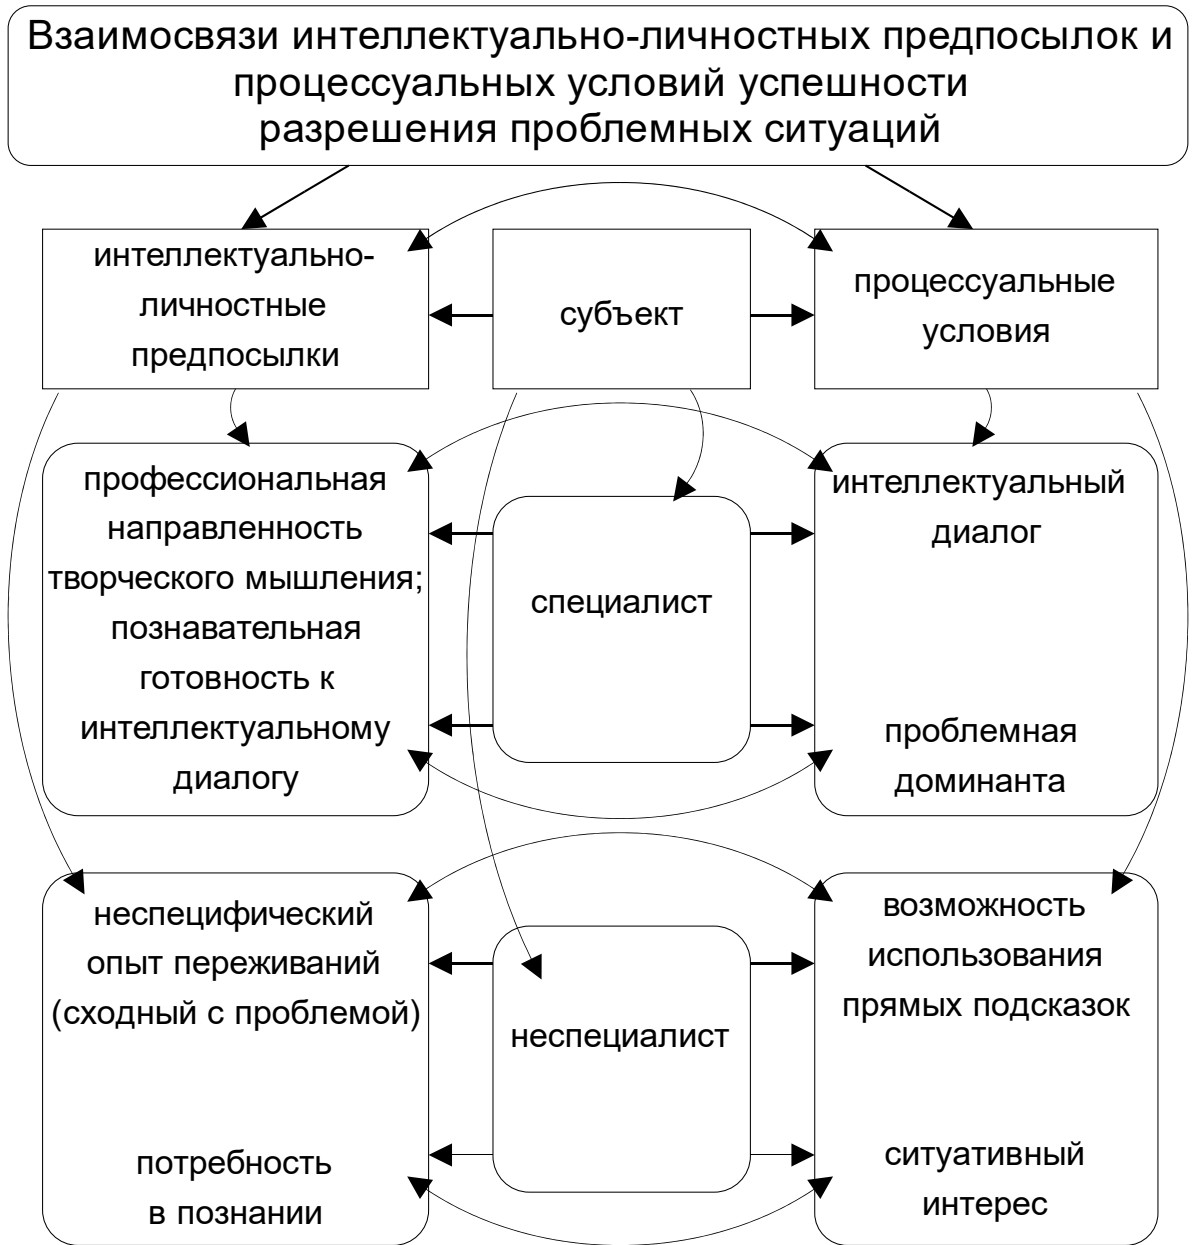 Взаимосвязи интеллектуально-личностных предпосылок и
процессуальных условий успешности
разрешения проблемных ситуаций
интеллектуально-
личностные
предпосылки
субъект
процессуальные
условия
профессиональная
направленность
творческого мышления;
познавательная
готовность к
интеллектуальному
диалогу
специалист
интеллектуальный
диалог
проблемная
доминанта
неспецифический
опыт переживаний
(сходный с проблемой)
потребность
в познании
неспециалист
возможность
использования
прямых подсказок
ситуативный
интерес